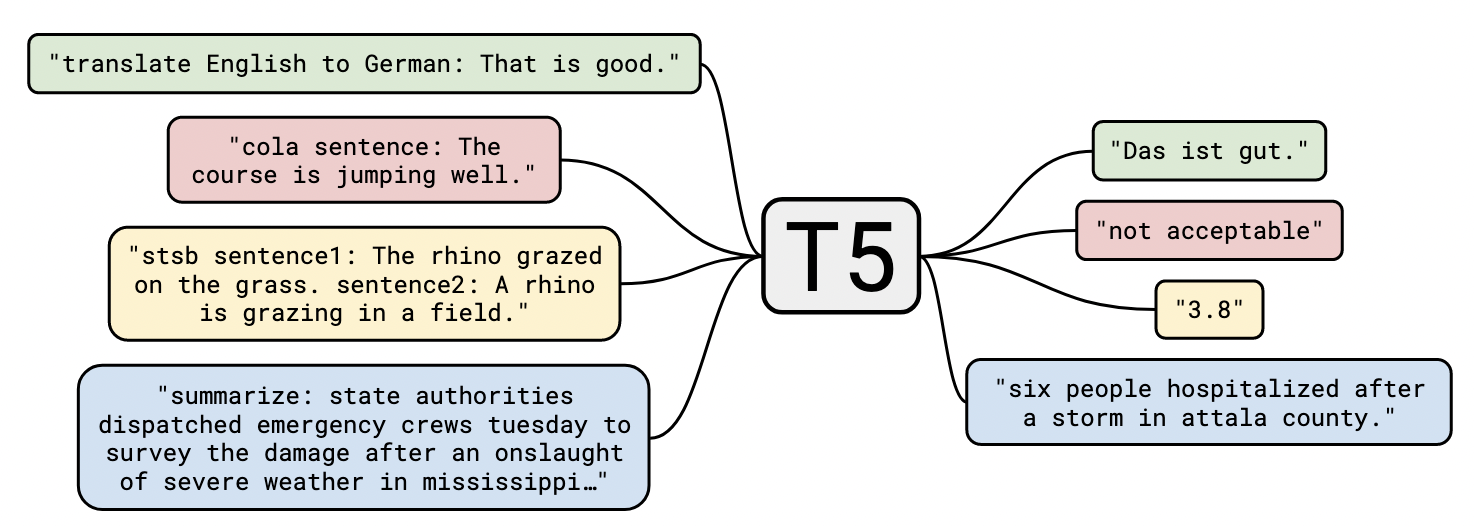 "translate English to German: That is good."
"cola sentence: The
course is jumping well."
"stsb sentence1: The rhino grazed
on the grass. sentence2: A rhino
is grazing in a field."
"summarize: state authorities
dispatched emergency crews tuesday to
survey the damage after an onslaught
of severe weather in mississippi…"
T5
"Das ist gut."
"not acceptable"
"3.8"
"six people hospitalized after
a storm in attala county."